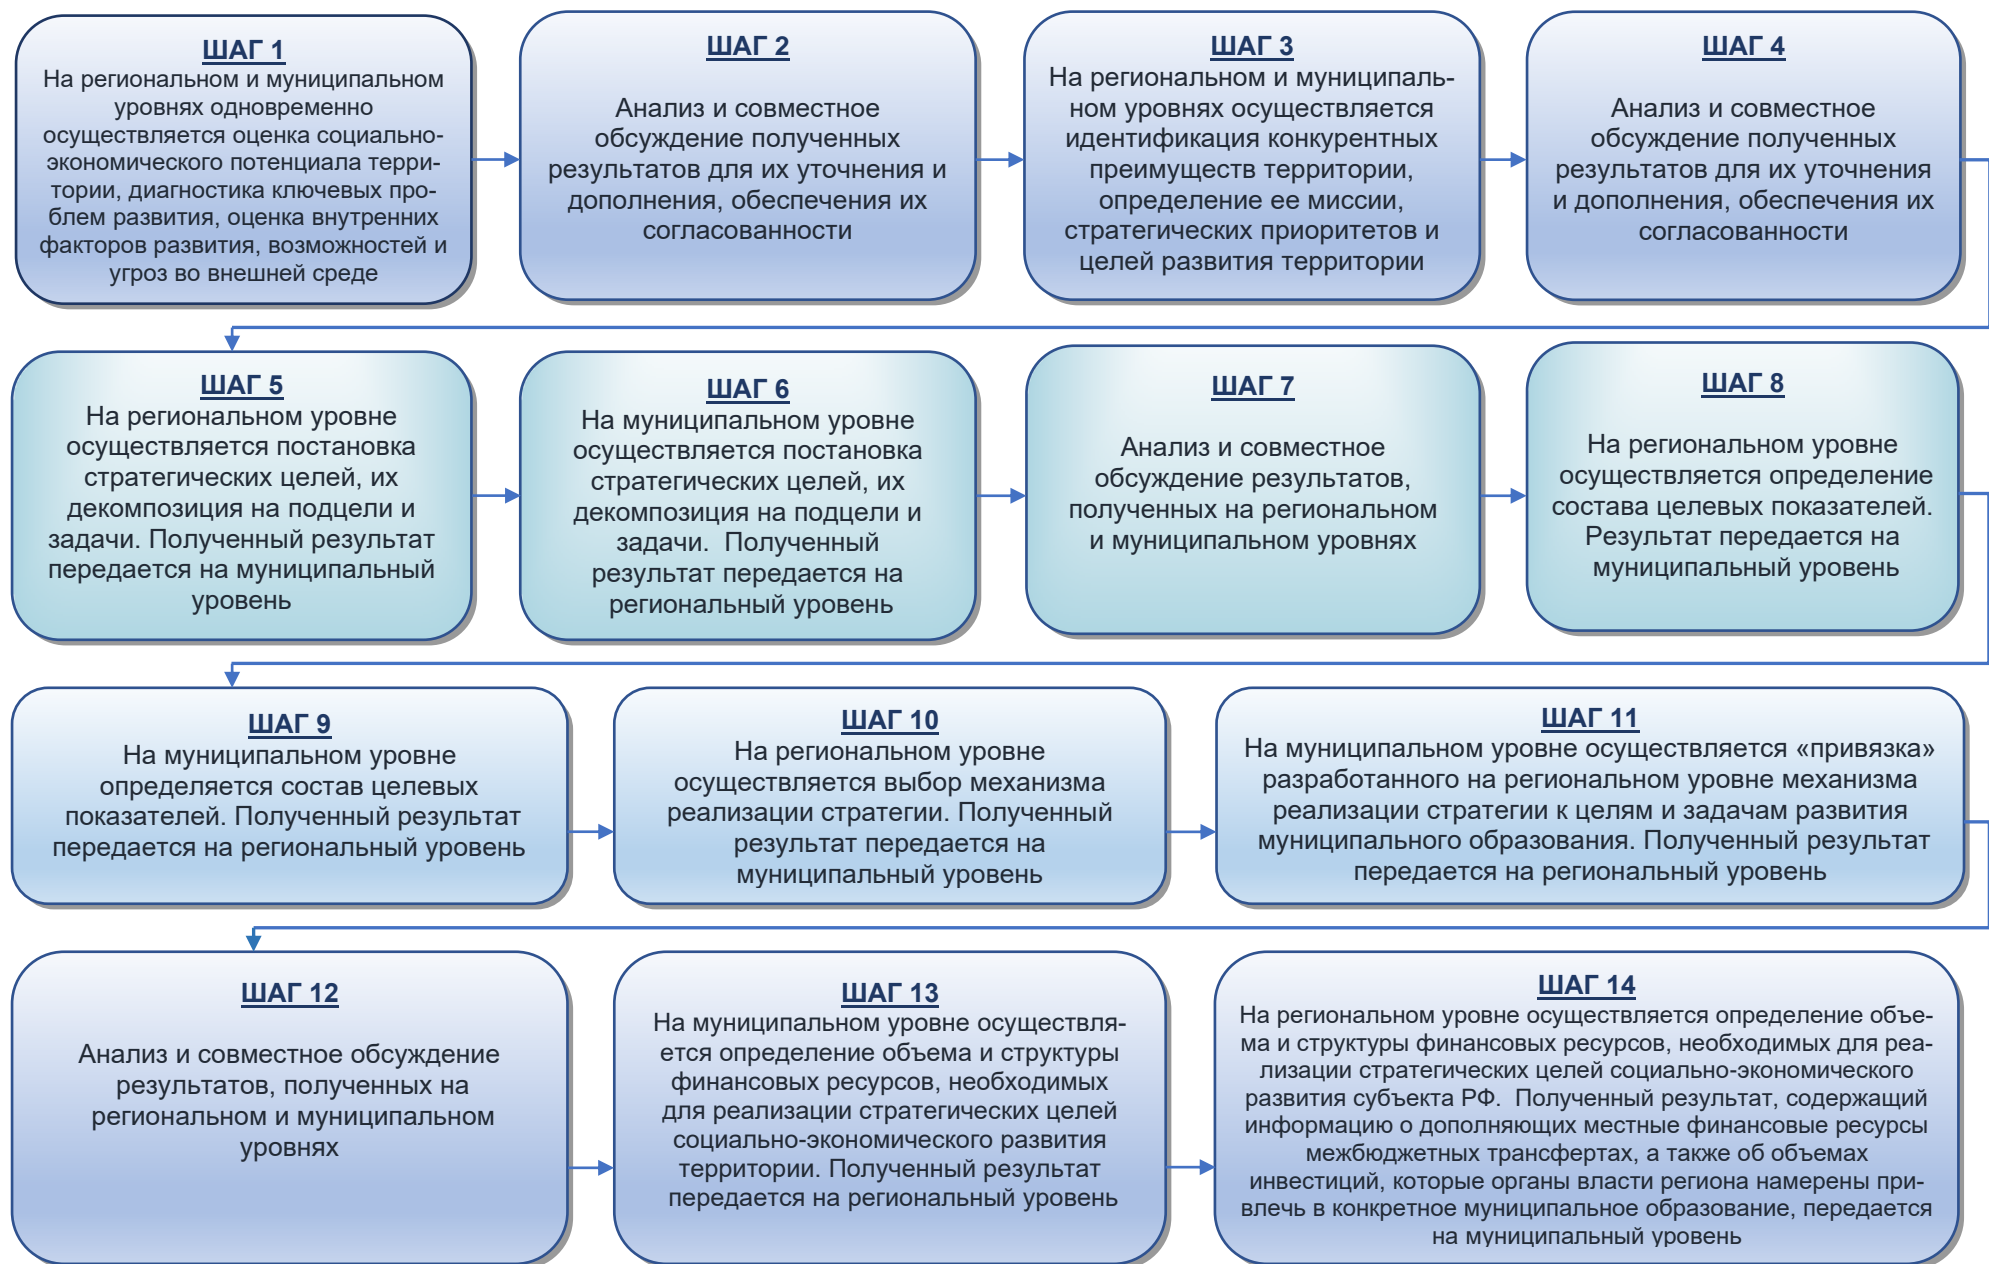 ШАГ 1
На региональном и муниципальном
уровнях одновременно
осуществляется оценка социально-
экономического потенциала терри-
тории, диагностика ключевых про-
блем развития, оценка внутренних
факторов развития, возможностей и
угроз во внешней среде
ШАГ 2
Анализ и совместное
обсуждение полученных
результатов для их уточнения и
дополнения, обеспечения их
согласованности
ШАГ 3
На региональном и муниципаль-
ном уровнях осуществляется
идентификация конкурентных
преимуществ территории,
определение ее миссии,
стратегических приоритетов и
целей развития территории
ШАГ 4
Анализ и совместное
обсуждение полученных
результатов для их уточнения
и дополнения, обеспечения их
согласованности
ШАГ 5
На региональном уровне
осуществляется постановка
стратегических целей, их
декомпозиция на подцели и
задачи. Полученный результат
передается на муниципальный
уровень
ШАГ 6
На муниципальном уровне
осуществляется постановка
стратегических целей, их
декомпозиция на подцели и
задачи.  Полученный
результат передается на
региональный уровень
ШАГ 7
Анализ и совместное
обсуждение результатов,
полученных на региональном
и муниципальном уровнях
ШАГ 8
На региональном уровне
осуществляется определение
состава целевых показателей.
Результат передается на
муниципальный уровень
ШАГ 9
На муниципальном уровне
определяется состав целевых
показателей. Полученный результат
передается на региональный уровень
ШАГ 10
На региональном уровне
осуществляется выбор механизма
реализации стратегии. Полученный
результат передается на
муниципальный уровень
ШАГ 11
На муниципальном уровне осуществляется «привязка»
разработанного на региональном уровне механизма
реализации стратегии к целям и задачам развития
муниципального образования. Полученный результат
передается на региональный уровень
ШАГ 12
Анализ и совместное обсуждение
результатов, полученных на
региональном и муниципальном
уровнях
ШАГ 13
На муниципальном уровне осуществля-
ется определение объема и структуры
финансовых ресурсов, необходимых
для реализации стратегических целей
социально-экономического развития
территории. Полученный результат
передается на региональный уровень
ШАГ 14
На региональном уровне осуществляется определение объе-
ма и структуры финансовых ресурсов, необходимых для реа-
лизации стратегических целей социально-экономического
развития субъекта РФ.  Полученный результат, содержащий
информацию о дополняющих местные финансовые ресурсы
межбюджетных трансфертах, а также об объемах
инвестиций, которые органы власти региона намерены при-
влечь в конкретное муниципальное образование, передается
на муниципальный уровень